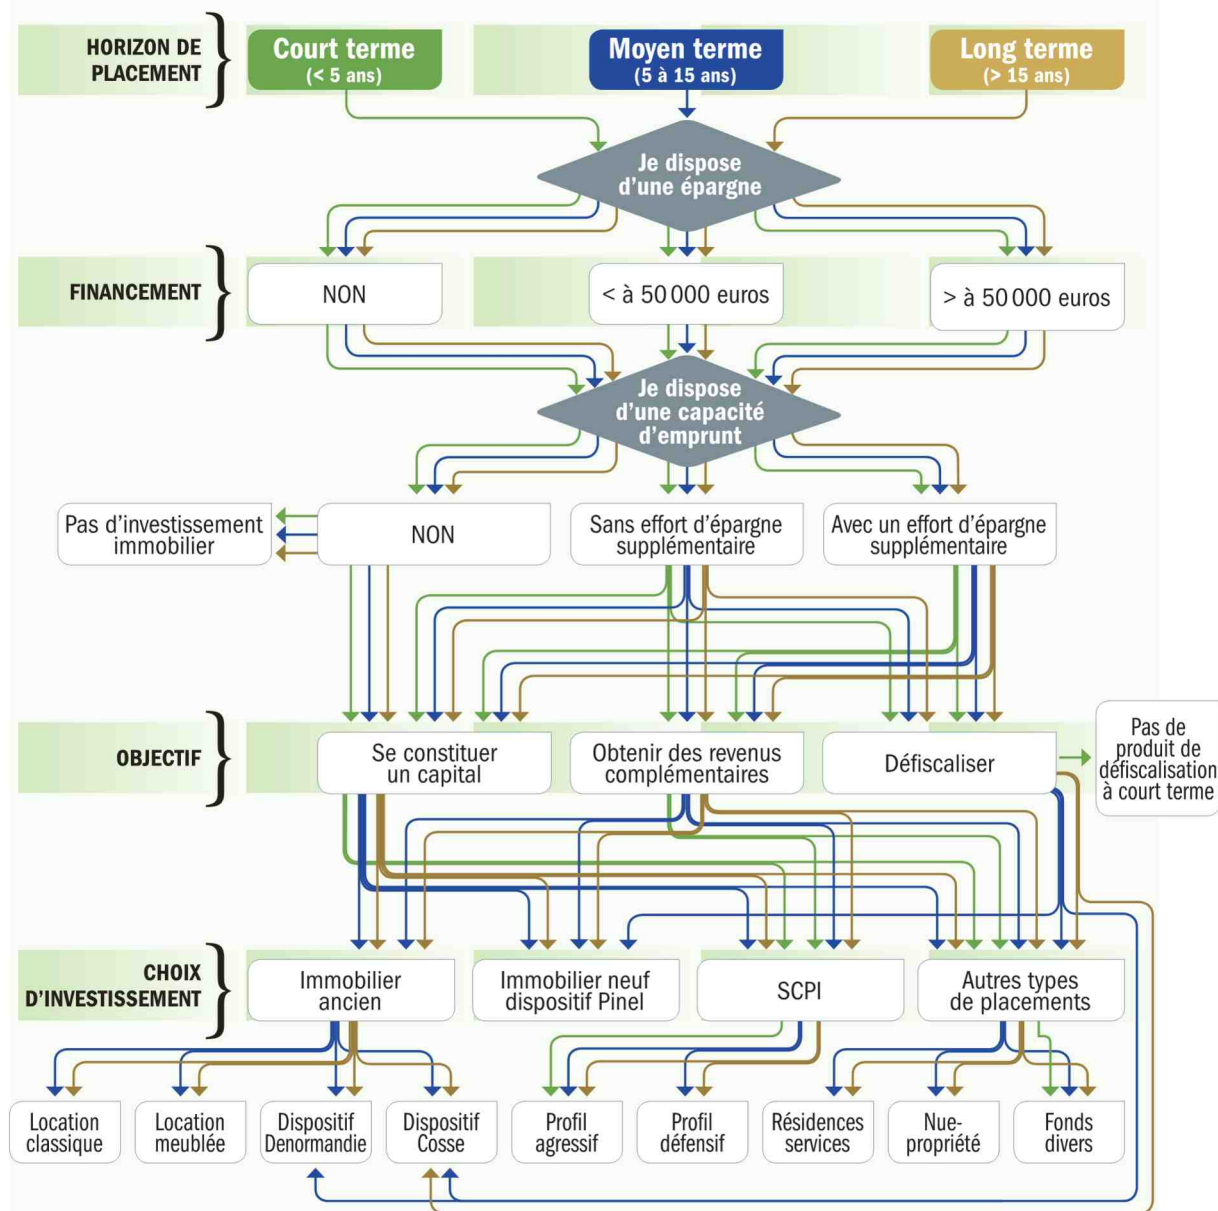 HORIZON DE
PLACEMENT
Court terme
(< 5 ans)
Moyen terme
(5 à 15 ans)
Long terme
(> 15 ans)
Je dispose
d'une épargne
FINANCEMENT
NON
< à 50 000 euros
> à 50 000 euros
Je dispose
d'une capacité
d'emprunt
Pas d'investissement
immobilier
NON
Sans effort d'épargne
supplémentaire
Avec un effort d'épargne
supplémentaire
OBJECTIF
Se constituer
un capital
Obtenir des revenus
complémentaires
Défiscaliser
Pas de
produit de
défiscalisation
à court terme
CHOIX
D'INVESTISSEMENT
Immobilier
ancien
Immobilier neuf
dispositif Pinel
SCPI
Autres types
de placements
Location
classique
Location
meublée
Dispositif
Denormandie
Dispositif
Cosse
Profil
agressif
Profil
défensif
Résidences
services
Nue-
propriété
Fonds
divers